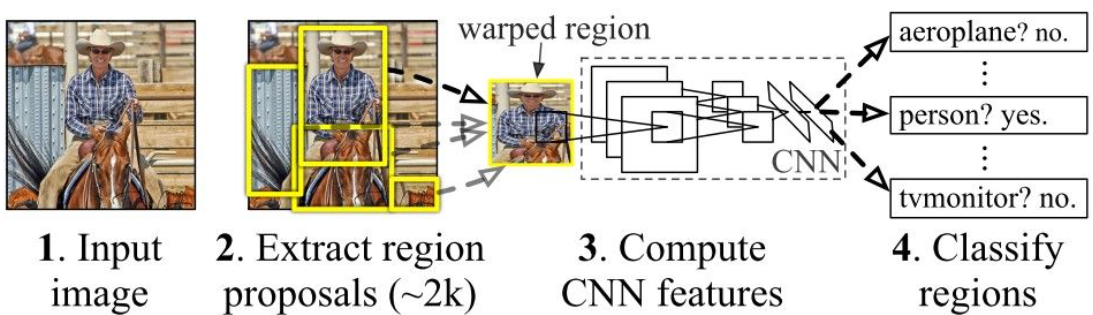 warped region
aeroplane? no.
⋮
person? yes.
CNN
⋮
tvmonitor? no.
1. Input
image
2. Extract region
proposals (~2k)
3. Compute
CNN features
4. Classify
regions